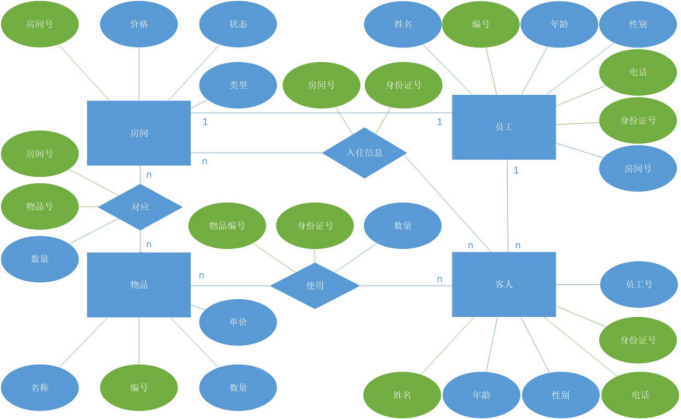 房间号
价格
状态
姓名
编号
年龄
性别
类型
房间号
身份证号
电话
房间
1
1
员工
身份证号
房间号
n
入住信息
房间号
n
1
物品号
对应
物品编号
身份证号
数量
数量
n
n
n
物品
n
使用
n
客人
员工号
单价
身份证号
名称
编号
数量
姓名
年龄
性别
电话